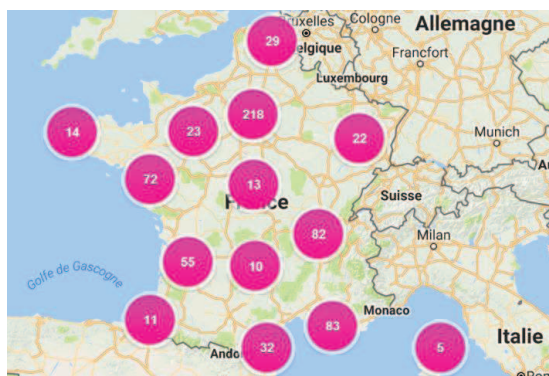 29
Bruxelles
Cologne
Allemagne
Belgique
Francfort
Luxembourg
218
14
23
22
Munich
72
13
France
Suisse
82
Milan
55
10
Golfe de Gascogne
11
83
Monaco
32
5
Italie